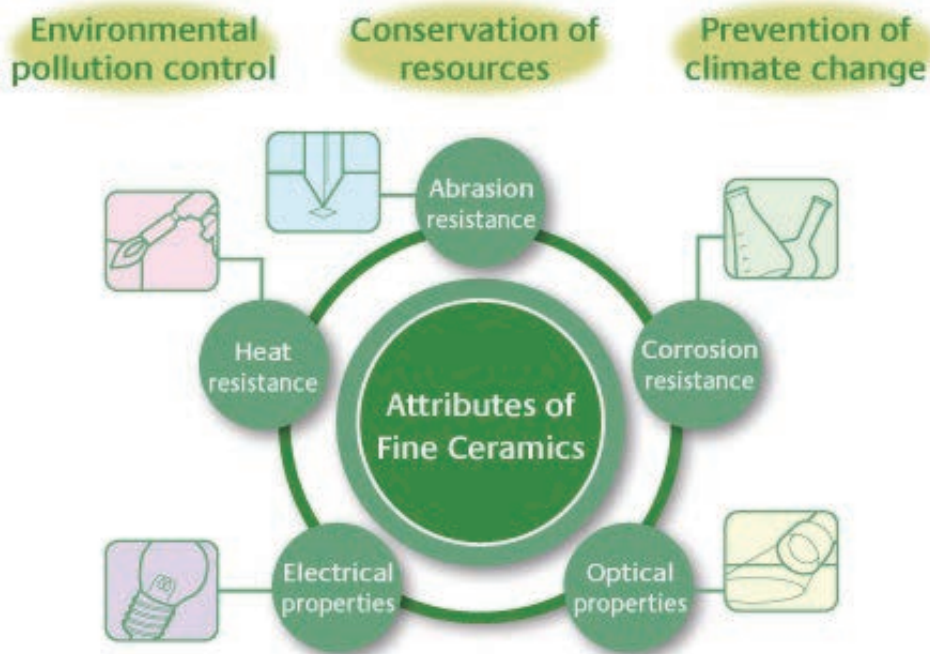 Environmental
pollution control
Conservation of
resources
Prevention of
climate change
Abrasion
resistance
Heat
resistance
Corrosion
resistance
Attributes of
Fine Ceramics
Electrical
properties
Optical
properties